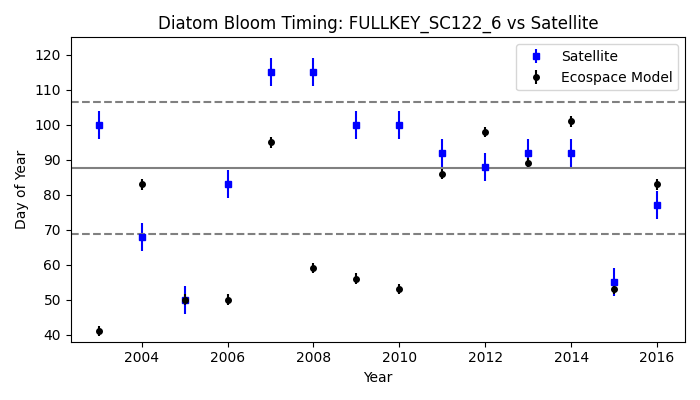 Diatom Bloom Timing: FULLKEY_SC122_6 vs Satellite
Satellite
Ecospace Model
120
110
100
90
80
70
60
50
40
Day of Year
2004 2006 2008 2010 2012 2014 2016
Year